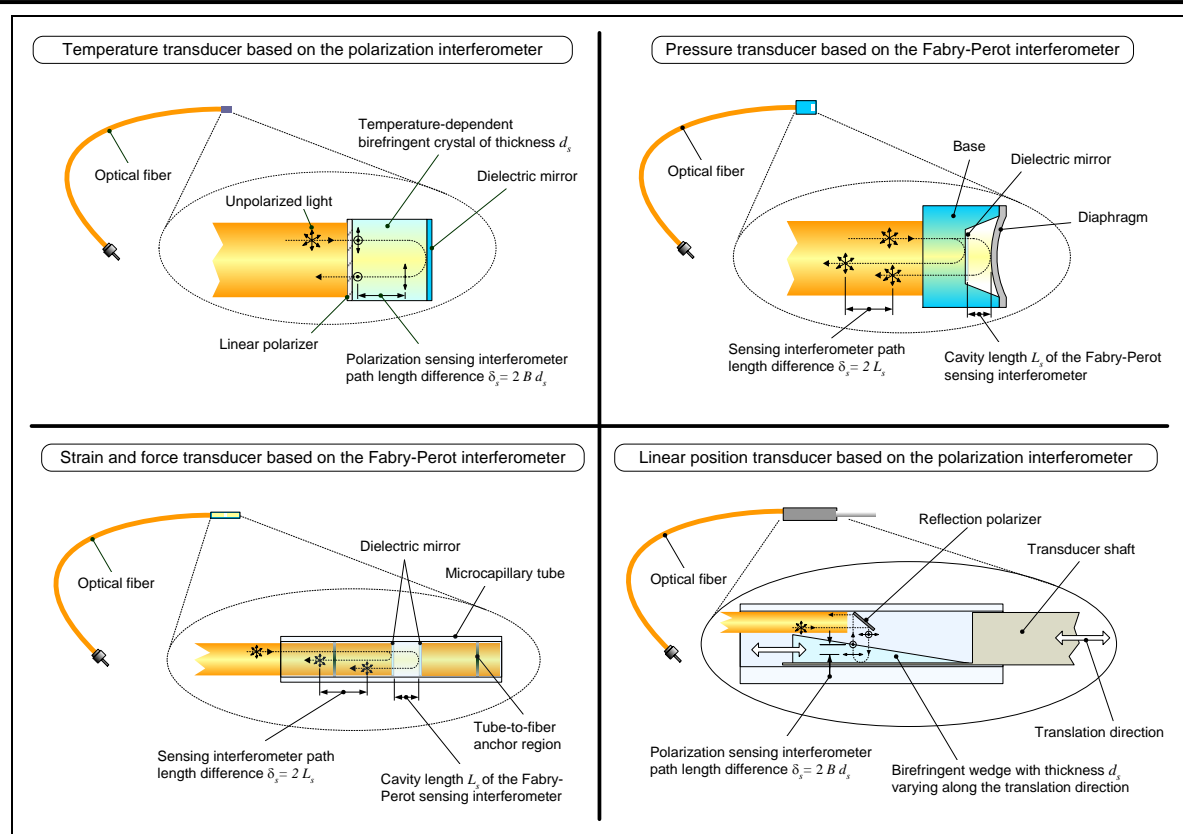 Temperature transducer based on the polarization interferometer
Temperature-dependent
birefringent crystal of thickness dₛ
Optical fiber
Dielectric mirror
Unpolarized light
Linear polarizer
Polarization sensing interferometer
path length difference δₛ= 2 B dₛ
Pressure transducer based on the Fabry-Perot interferometer
Base
Dielectric mirror
Optical fiber
Diaphragm
Sensing interferometer path
length difference δₛ= 2 Lₛ
Cavity length Lₛ of the Fabry-Perot
sensing interferometer
Strain and force transducer based on the Fabry-Perot interferometer
Dielectric mirror
Microcapillary tube
Optical fiber
Sensing interferometer path
length difference δₛ= 2 Lₛ
Tube-to-fiber
anchor region
Cavity length Lₛ of the Fabry-
Perot sensing interferometer
Linear position transducer based on the polarization interferometer
Reflection polarizer
Transducer shaft
Optical fiber
Translation direction
Polarization sensing interferometer
path length difference δₛ= 2 B dₛ
Birefringent wedge with thickness dₛ
varying along the translation direction